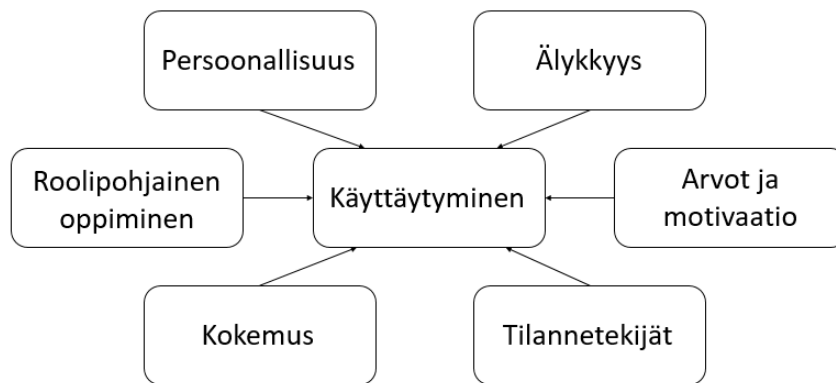 Persoonallisuus
Älykkyys
Roolipohjainen
oppiminen
Käyttäytyminen
Arvot ja
motivaatio
Kokemus
Tilannetekijät